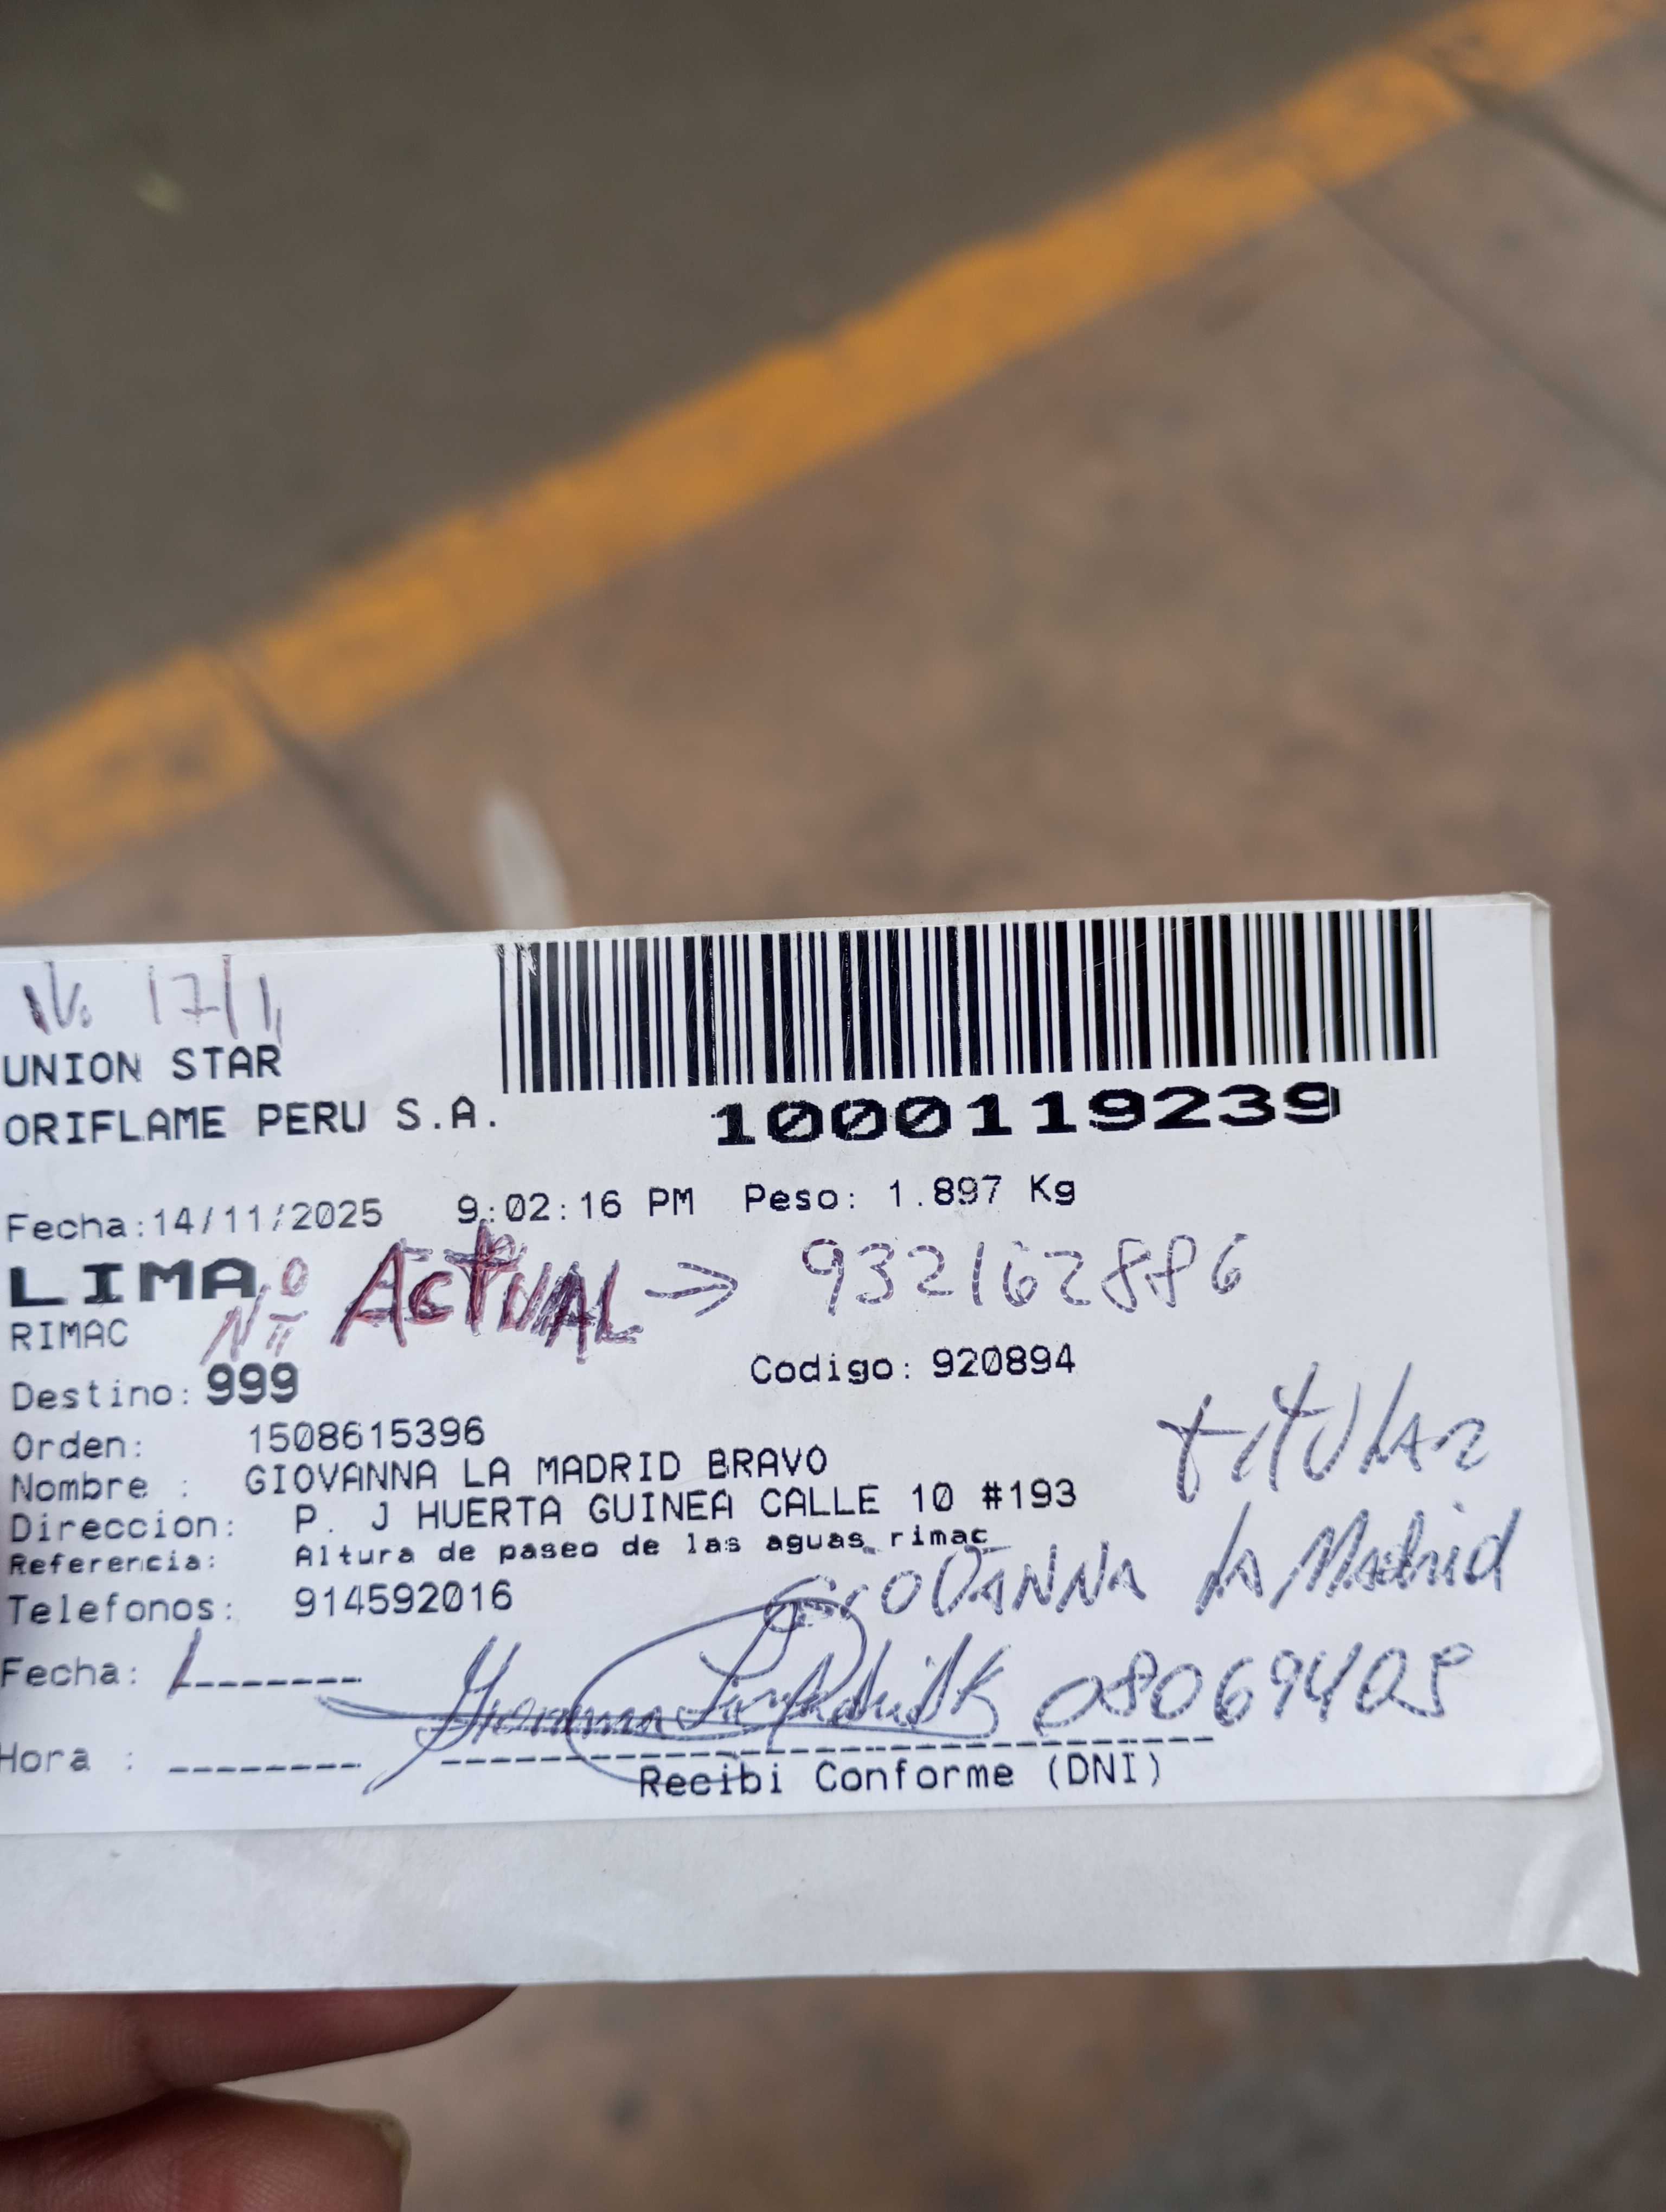 17/1
UNION STAR
ORIFLAME PERU S.A.
1000119239
Fecha:14/11/2025 9:02:16 PM Peso: 1.897 Kg
LIMA
Nº ACTUAL → 932162886
RIMAC
Codigo: 920894
Destino: 999
Orden: 1508615396
titular
Nombre : GIOVANNA LA MADRID BRAVO
Direccion: P. J HUERTA GUINEA CALLE 10 #193
Referencia: Altura de paseo de las aguas rimac
GIOVANNA LA Madrid
Telefonos: 914592016
Fecha:
08069405
Hora :
Recibi Conforme (DNI)